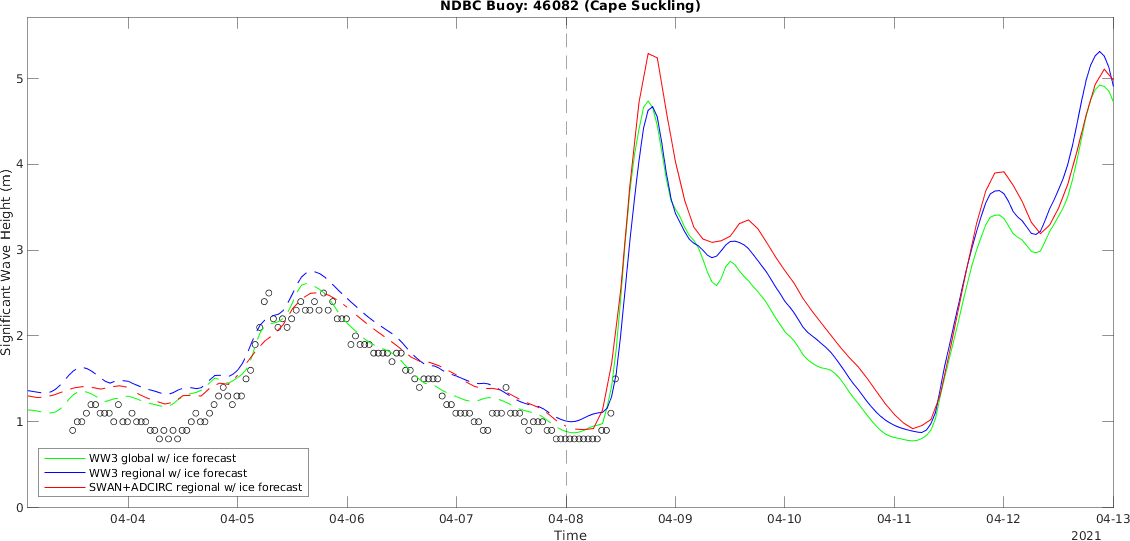 NDBC Buoy: 46082 (Cape Suckling)
Significant Wave Height (m)
5
4
3
2
1
0
WW3 global w/ ice forecast
WW3 regional w/ ice forecast
SWAN+ADCIRC regional w/ ice forecast
04-04 04-05 04-06 04-07 04-08 04-09 04-10 04-11 04-12 04-13
Time
2021